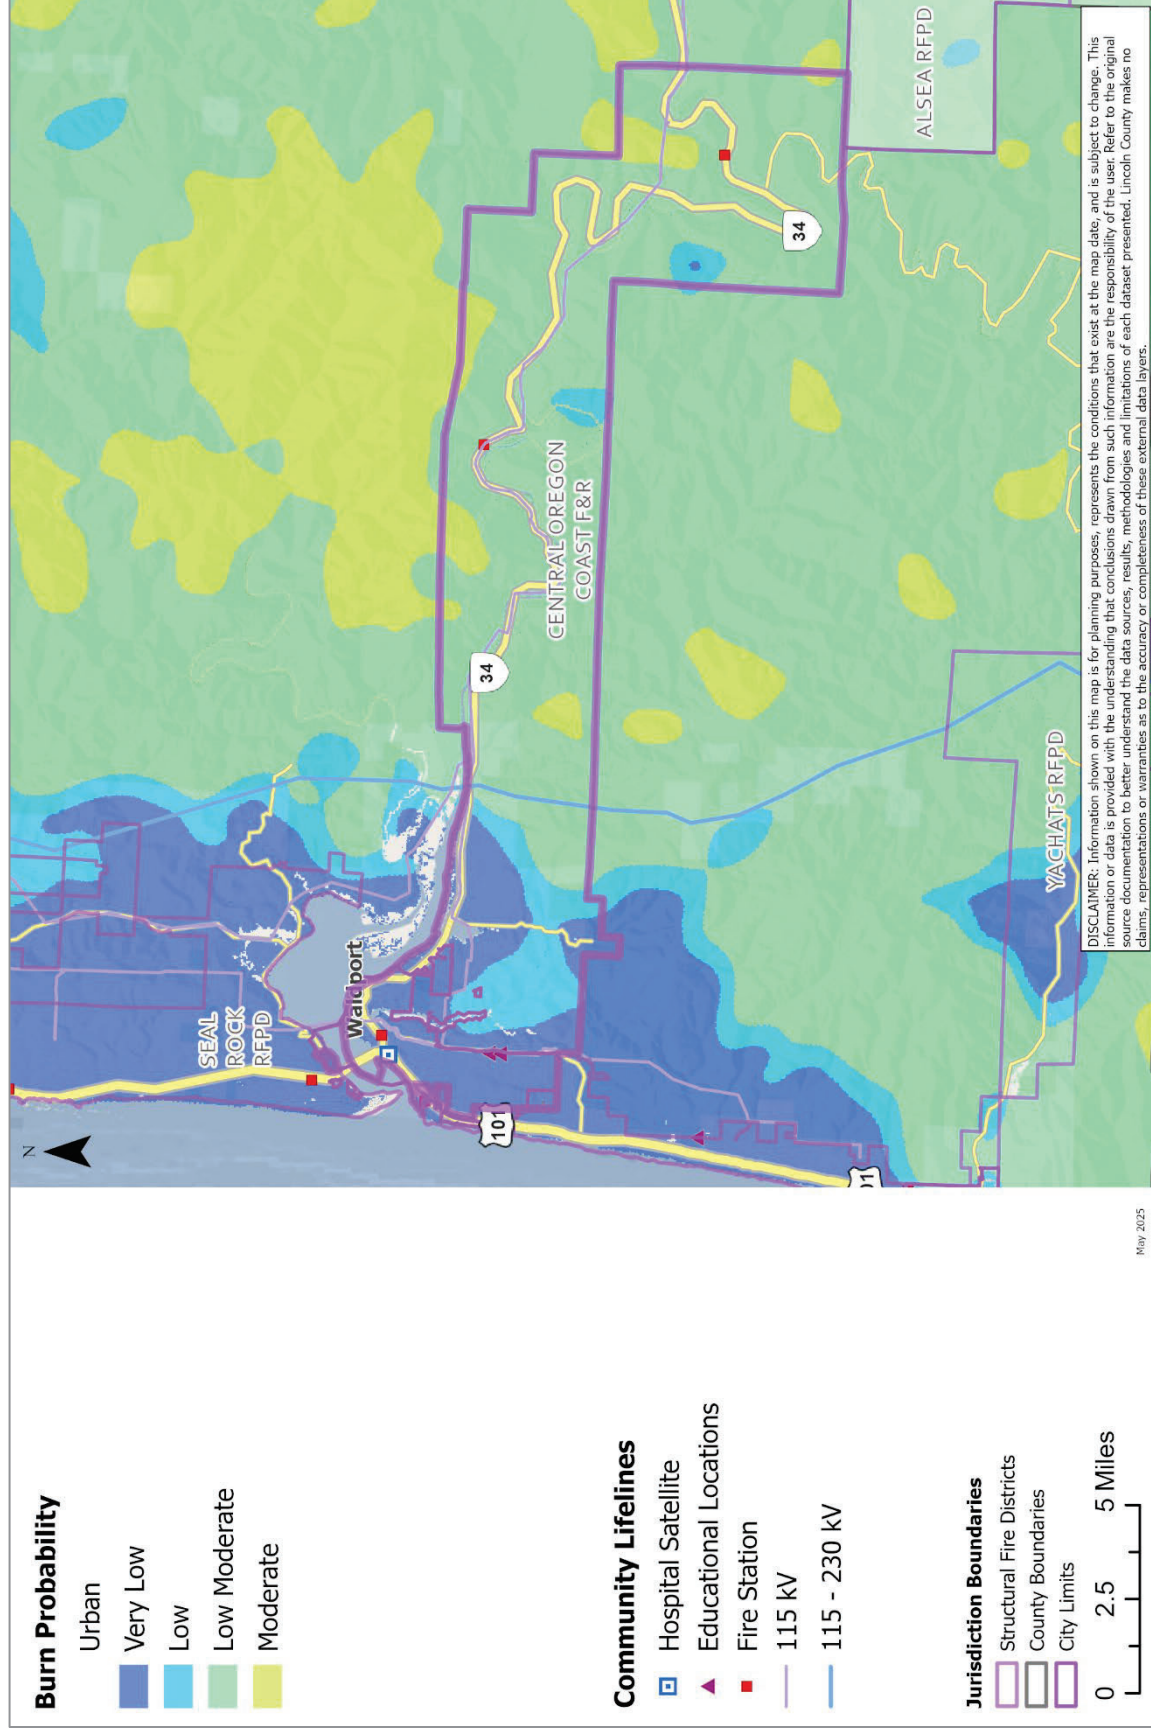 Burn Probability
Urban
Very Low
Low
Low Moderate
Moderate
Community Lifelines
Hospital Satellite
Educational Locations
Fire Station
115 kV
115 - 230 kV
Jurisdiction Boundaries
Structural Fire Districts
County Boundaries
City Limits
0 2.5 5 Miles
May 2025
N
SEAL
ROCK
RFPD
Waldport
101
34
CENTRAL OREGON
COAST F&R
34
ALSEA RFPD
YACHATS RFPD
01
DISCLAIMER: Information shown on this map is for planning purposes, represents the conditions that exist at the map date, and is subject to change. This
information or data is provided with the understanding that conclusions drawn from such information are the responsibility of the user. Refer to the original
source documentation to better understand the data sources, results, methodologies and limitations of each dataset presented. Lincoln County makes no
claims, representations or warranties as to the accuracy or completeness of these external data layers.